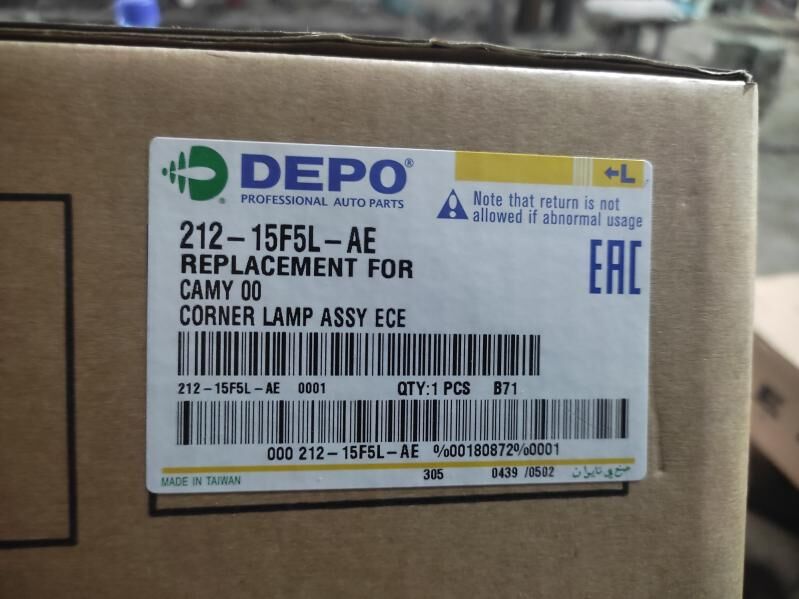 DEPO®
PROFESSIONAL AUTO PARTS
←L
Note that return is not
allowed if abnormal usage
212-15F5L-AE
REPLACEMENT FOR
CAMY 00
CORNER LAMP ASSY ECE
EAC
212-15F5L-AE 0001 QTY:1 PCS B71
000 212-15F5L-AE %00180872%0001
MADE IN TAIWAN 305 0439 /0502 صنع في تايوان